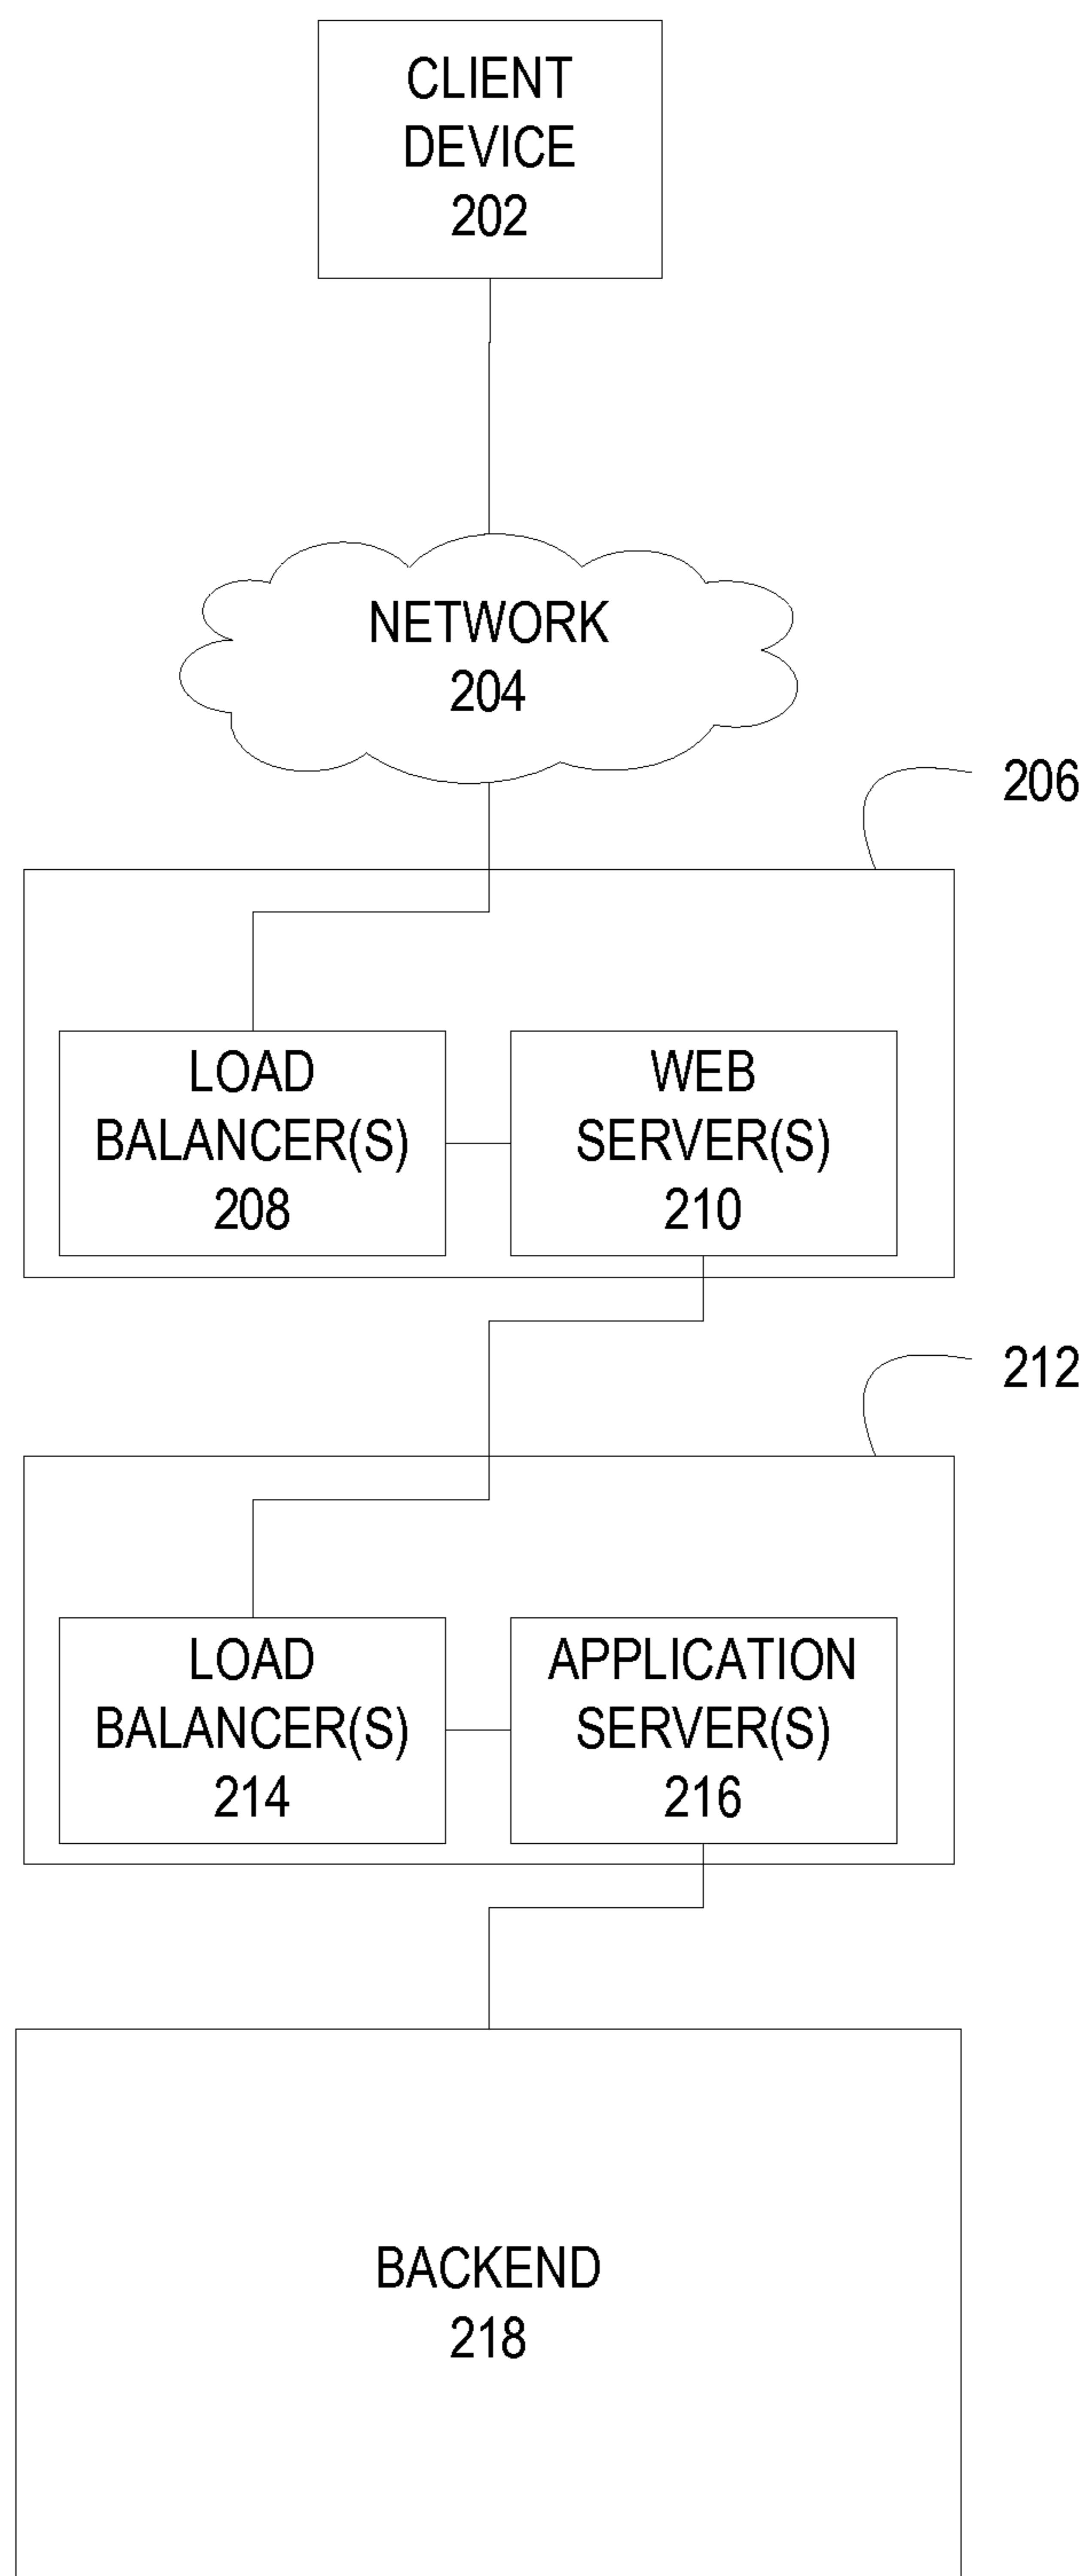 CLIENT
DEVICE
202
NETWORK
204
206
LOAD
BALANCER(S)
208
WEB
SERVER(S)
210
212
LOAD
BALANCER(S)
214
APPLICATION
SERVER(S)
216
BACKEND
218